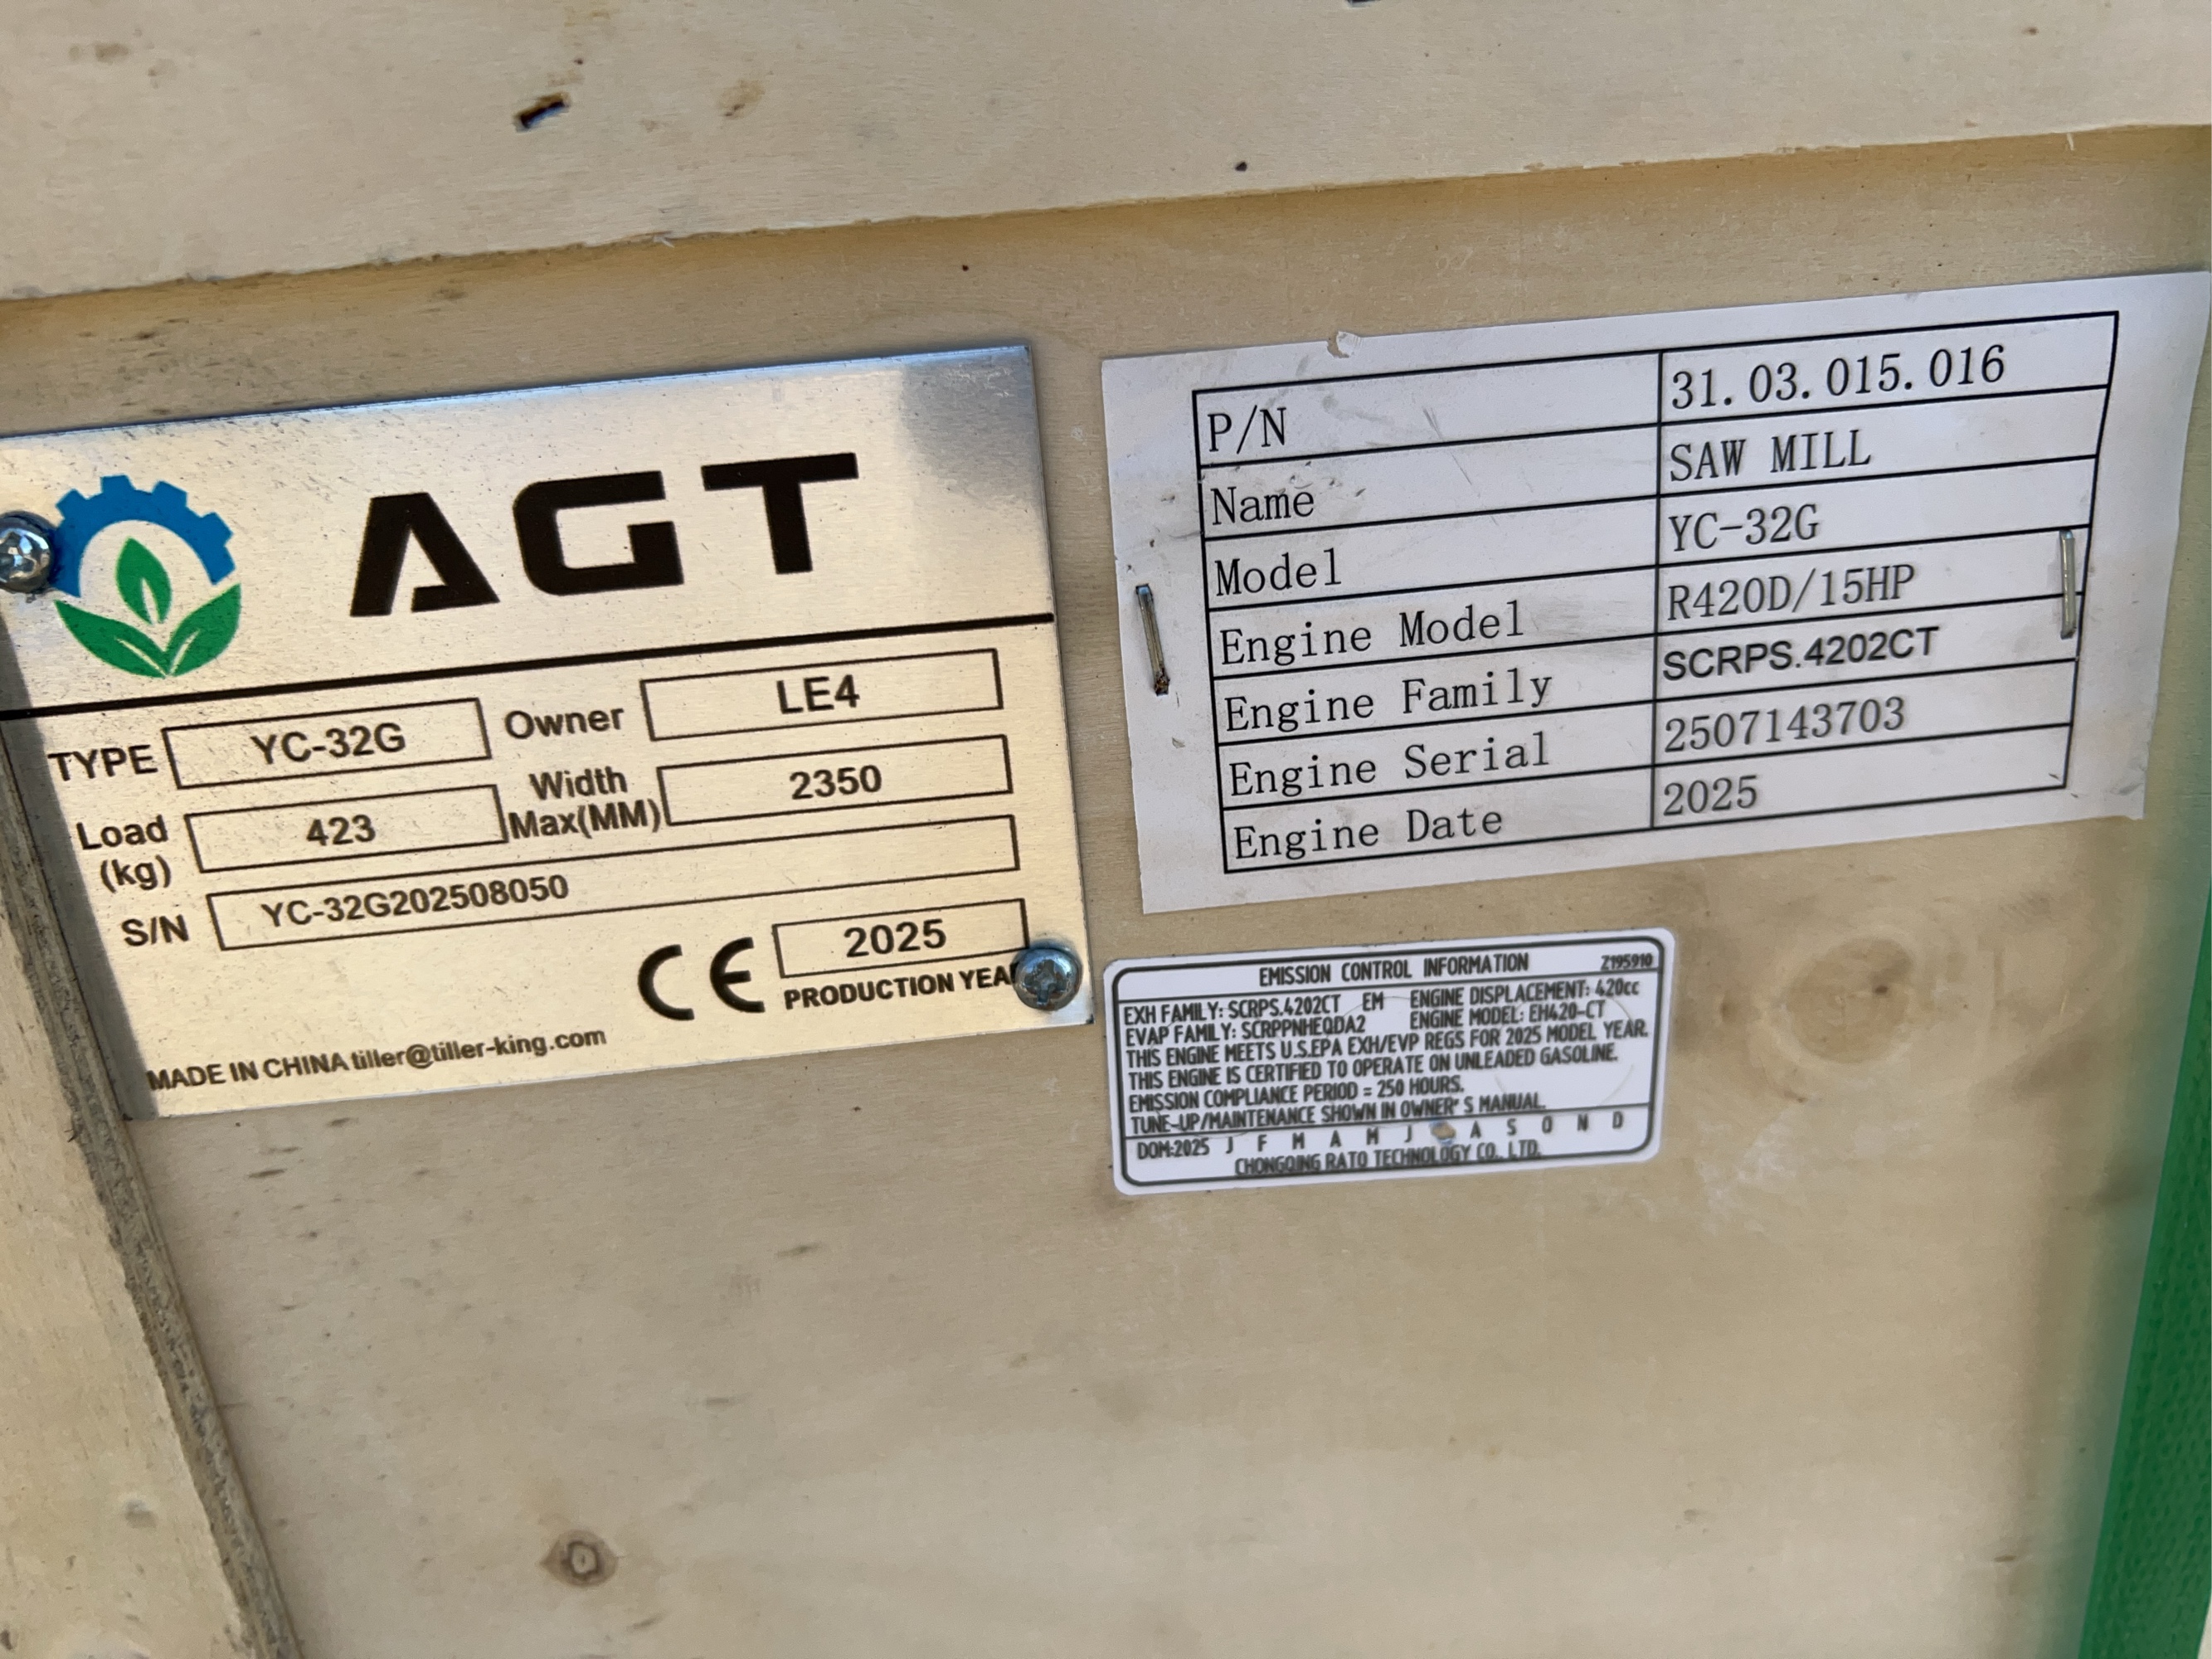 AGT
TYPE YC-32G Owner LE4
Load (kg) 423 Width Max(MM) 2350
S/N YC-32G202508050
CE 2025
PRODUCTION YEA
MADE IN CHINA tiller@tiller-king.com
P/N 31.03.015.016
Name SAW MILL
Model YC-32G
Engine Model R420D/15HP
Engine Family SCRPS.4202CT
Engine Serial 2507143703
Engine Date 2025
EMISSION CONTROL INFORMATION Z195910
EXH FAMILY: SCRPS.4202CT EM ENGINE DISPLACEMENT: 420cc
EVAP FAMILY: SCRPPNHEQDA2 ENGINE MODEL: EH420-CT
THIS ENGINE MEETS U.S.EPA EXH/EVP REGS FOR 2025 MODEL YEAR.
THIS ENGINE IS CERTIFIED TO OPERATE ON UNLEADED GASOLINE.
EMISSION COMPLIANCE PERIOD = 250 HOURS.
TUNE-UP/MAINTENANCE SHOWN IN OWNER'S MANUAL.
DOM:2025 J F M A M J A S O N D
CHONGQING RATO TECHNOLOGY CO., LTD.